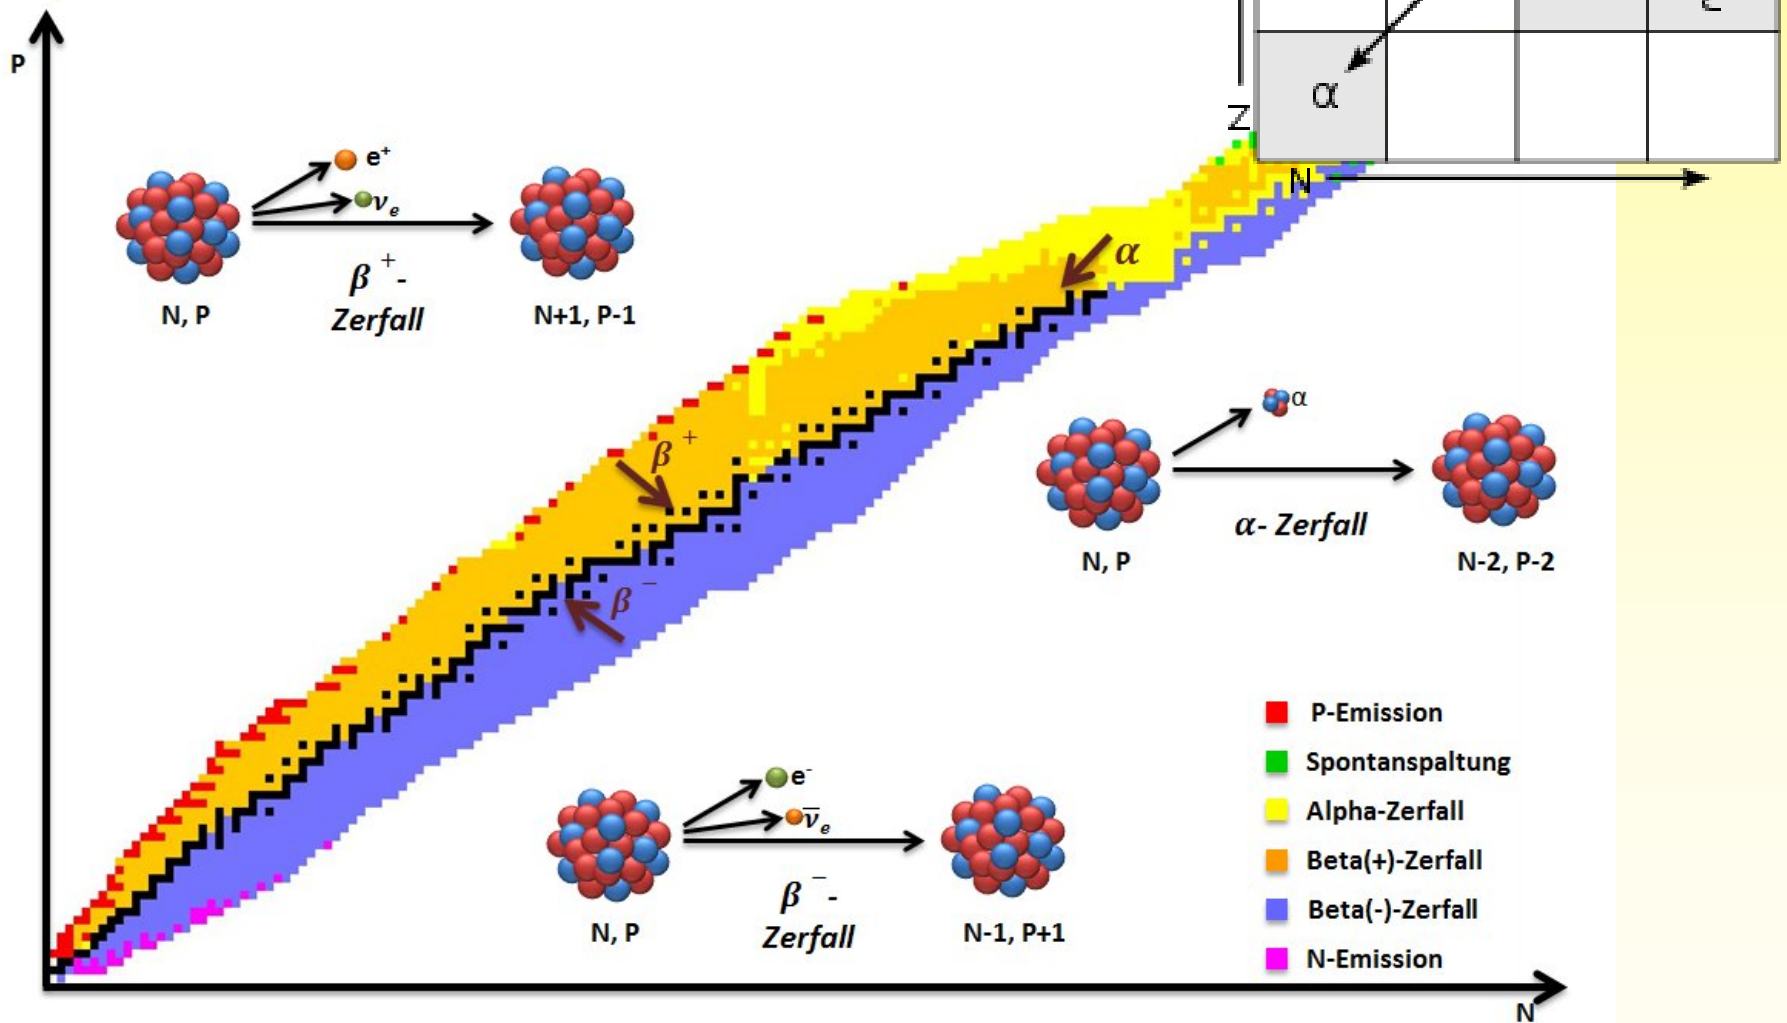 P
α
Z
N
e⁺
νₑ
β⁺-
Zerfall
N, P
N+1, P-1
α
β⁺
β⁻
α
α- Zerfall
N, P
N-2, P-2
e⁻
ν̅ₑ
β⁻-
Zerfall
N, P
N-1, P+1
P-Emission
Spontanspaltung
Alpha-Zerfall
Beta(+)-Zerfall
Beta(-)-Zerfall
N-Emission
N